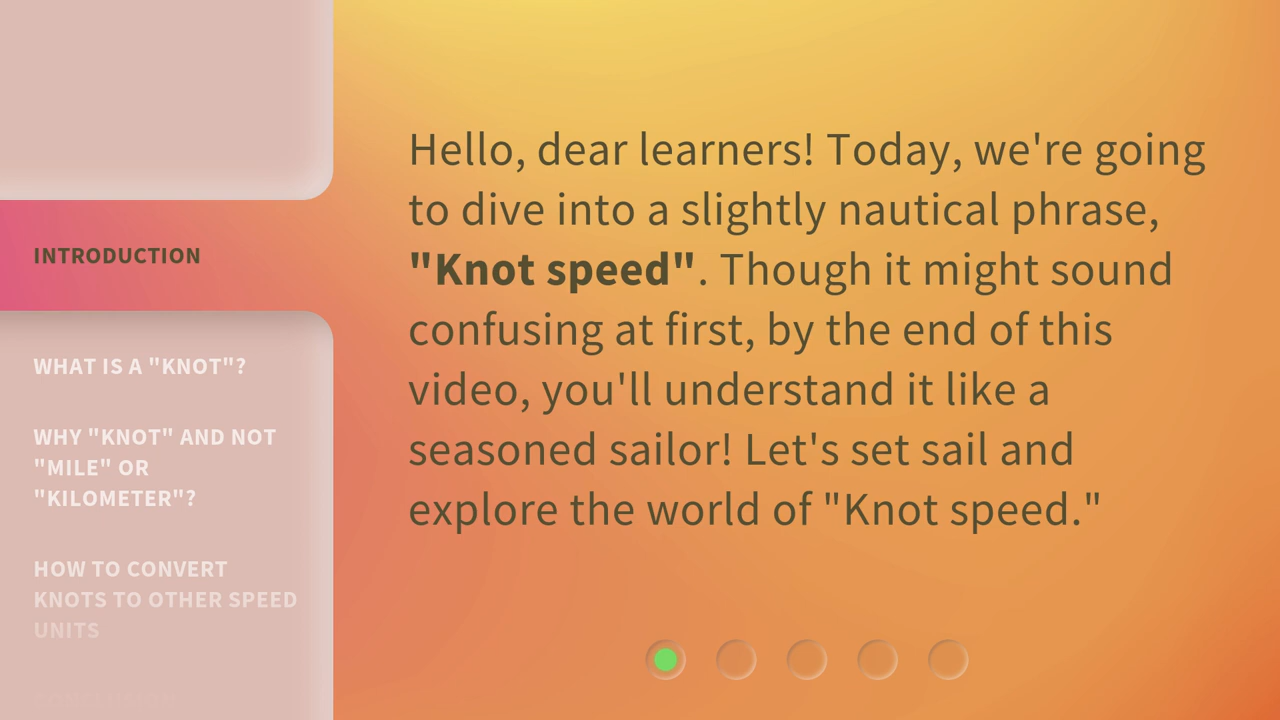 INTRODUCTION
WHAT IS A "KNOT"?
WHY "KNOT" AND NOT
"MILE" OR
"KILOMETER"?
HOW TO CONVERT
KNOTS TO OTHER SPEED
UNITS
Hello, dear learners! Today, we're going
to dive into a slightly nautical phrase,
"Knot speed". Though it might sound
confusing at first, by the end of this
video, you'll understand it like a
seasoned sailor! Let's set sail and
explore the world of "Knot speed."